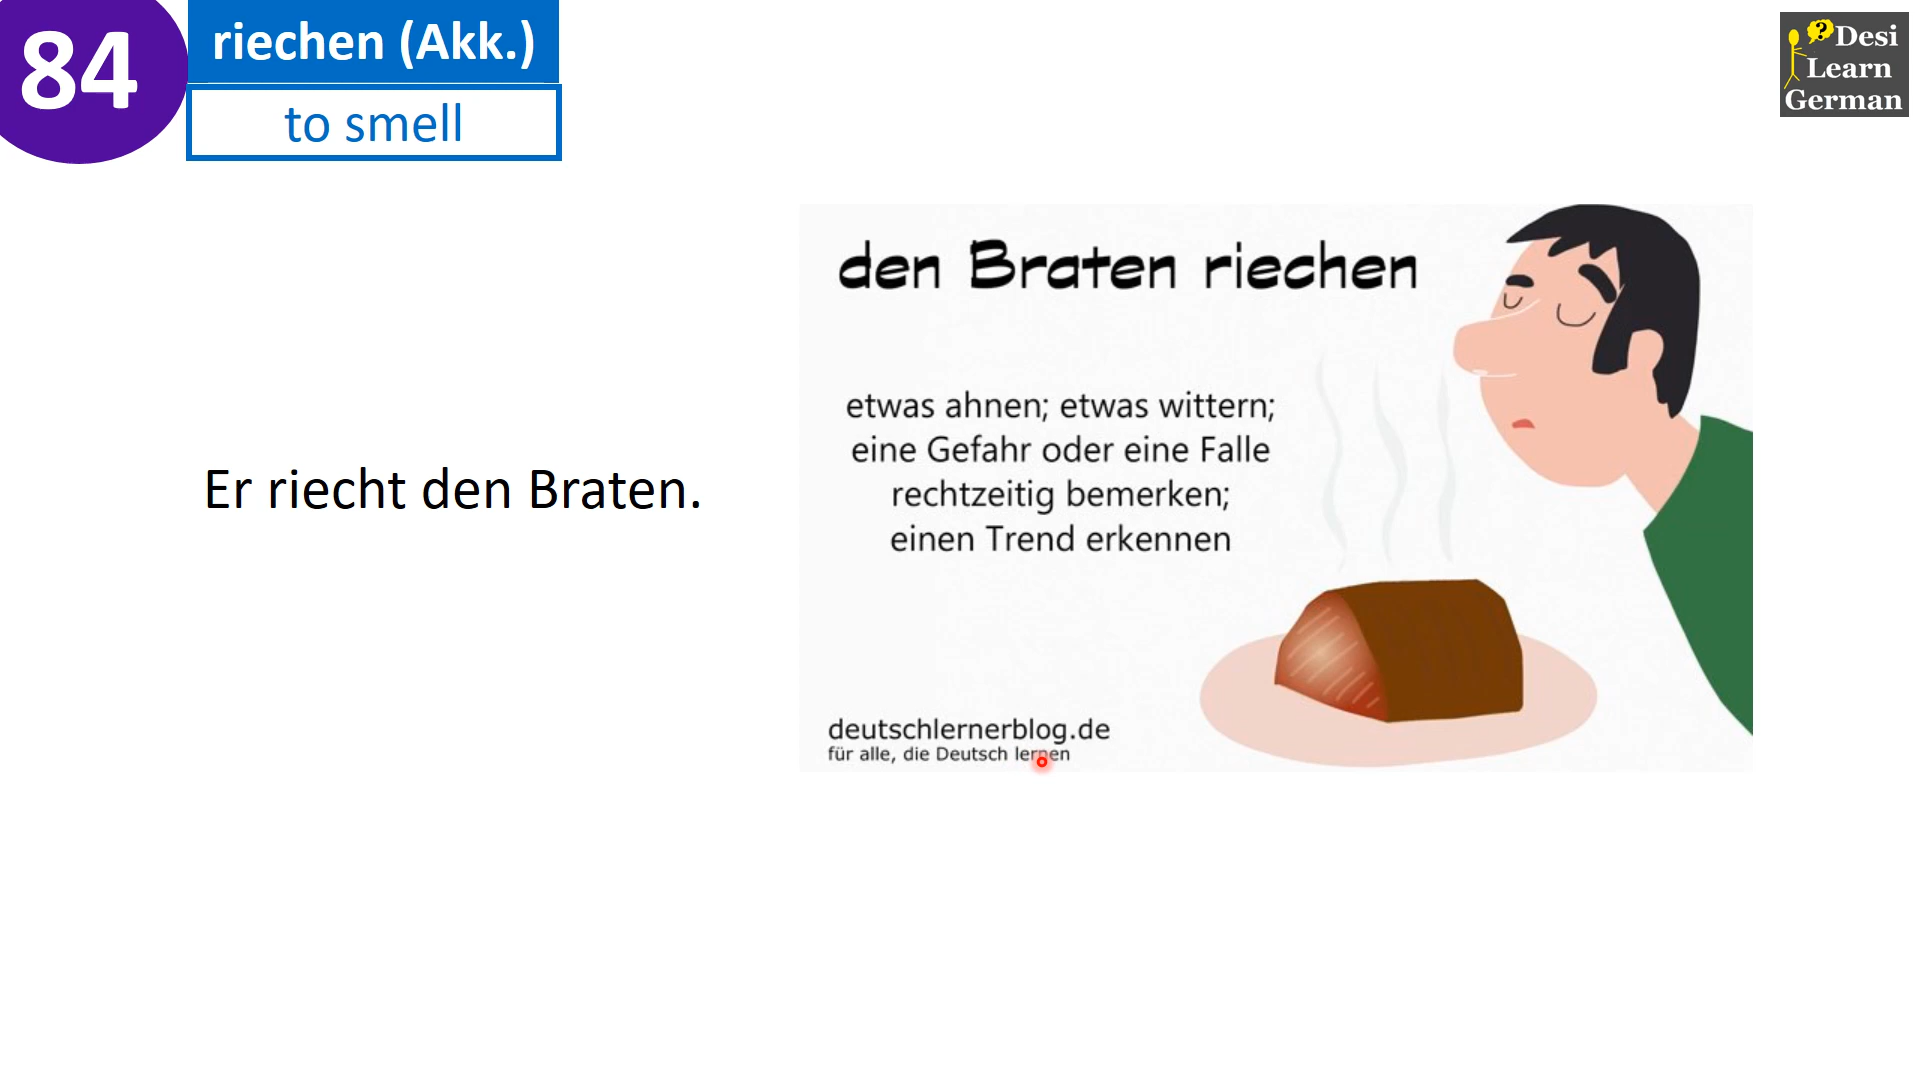 84
riechen (Akk.)
to smell
?
Desi
Learn
German
den Braten riechen
etwas ahnen; etwas wittern;
eine Gefahr oder eine Falle
rechtzeitig bemerken;
einen Trend erkennen
Er riecht den Braten.
deutschlernerblog.de
für alle, die Deutsch lernen